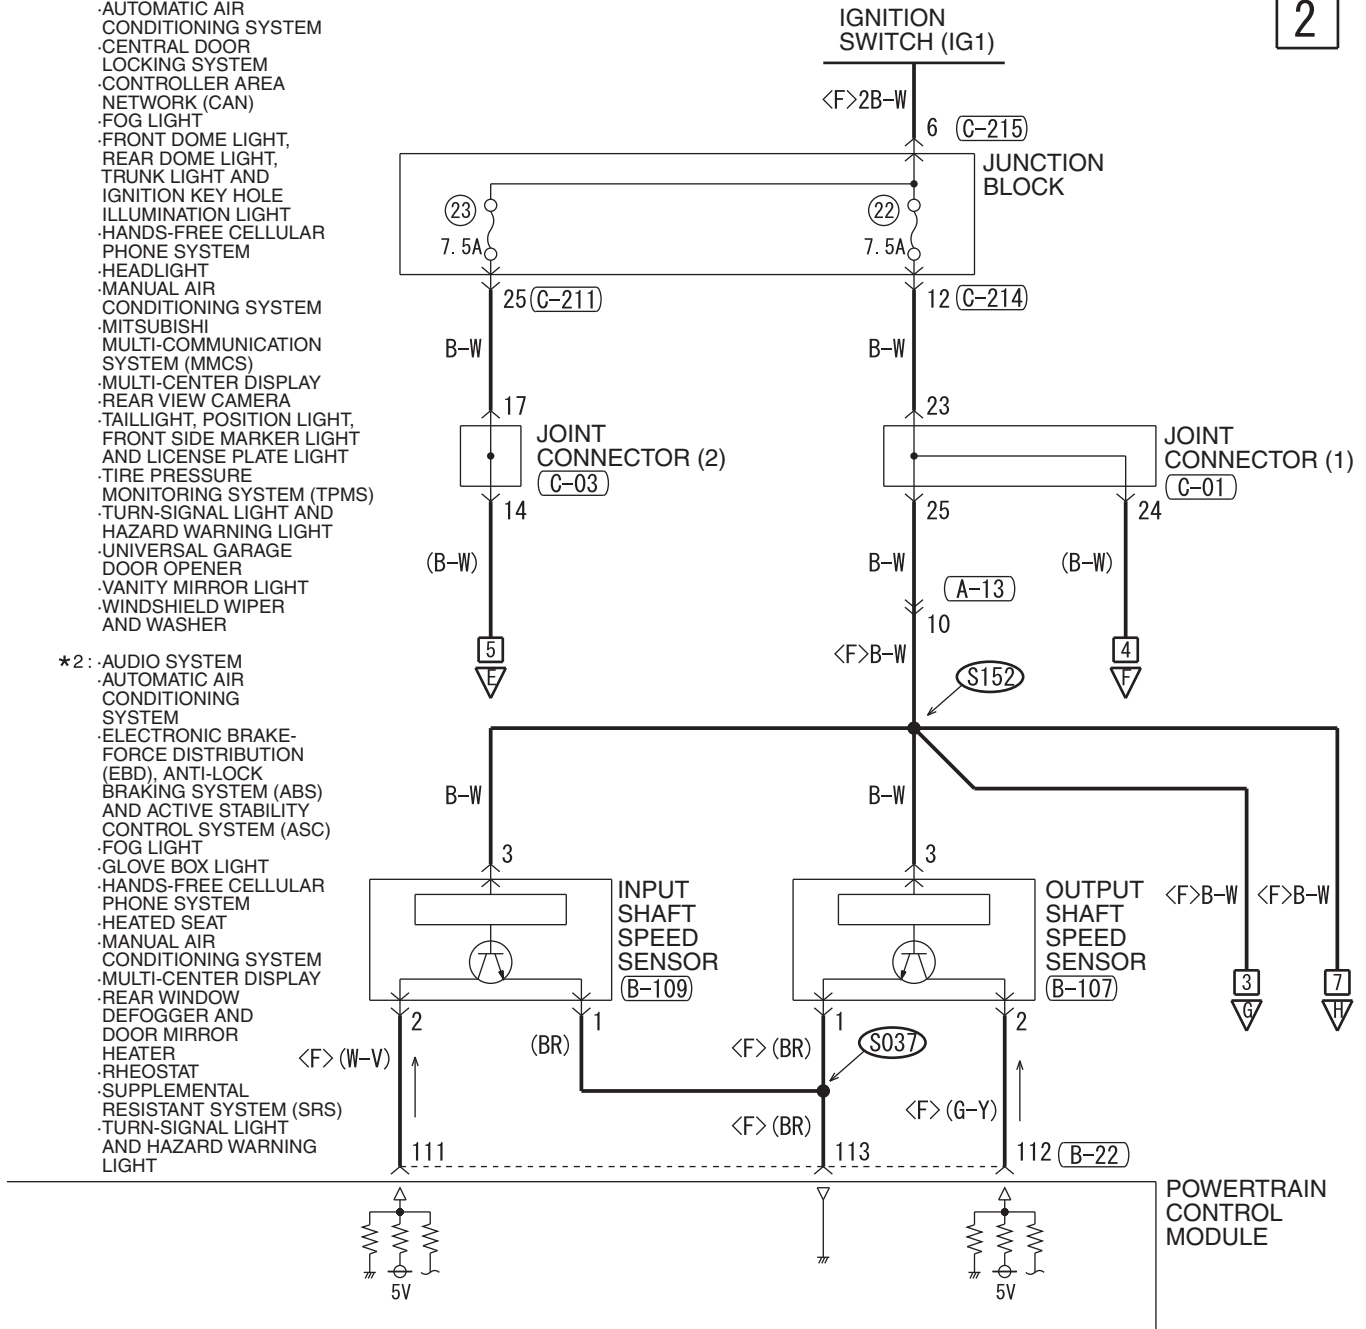 ·AUTOMATIC AIR
CONDITIONING SYSTEM
·CENTRAL DOOR
LOCKING SYSTEM
·CONTROLLER AREA
NETWORK (CAN)
·FOG LIGHT
·FRONT DOME LIGHT,
REAR DOME LIGHT,
TRUNK LIGHT AND
IGNITION KEY HOLE
ILLUMINATION LIGHT
·HANDS-FREE CELLULAR
PHONE SYSTEM
·HEADLIGHT
·MANUAL AIR
CONDITIONING SYSTEM
·MITSUBISHI
MULTI-COMMUNICATION
SYSTEM (MMCS)
·MULTI-CENTER DISPLAY
·REAR VIEW CAMERA
·TAILLIGHT, POSITION LIGHT,
FRONT SIDE MARKER LIGHT
AND LICENSE PLATE LIGHT
·TIRE PRESSURE
MONITORING SYSTEM (TPMS)
·TURN-SIGNAL LIGHT AND
HAZARD WARNING LIGHT
·UNIVERSAL GARAGE
DOOR OPENER
·VANITY MIRROR LIGHT
·WINDSHIELD WIPER
AND WASHER
*2: ·AUDIO SYSTEM
·AUTOMATIC AIR
CONDITIONING
SYSTEM
·ELECTRONIC BRAKE-
FORCE DISTRIBUTION
(EBD), ANTI-LOCK
BRAKING SYSTEM (ABS)
AND ACTIVE STABILITY
CONTROL SYSTEM (ASC)
·FOG LIGHT
·GLOVE BOX LIGHT
·HANDS-FREE CELLULAR
PHONE SYSTEM
·HEATED SEAT
·MANUAL AIR
CONDITIONING SYSTEM
·MULTI-CENTER DISPLAY
·REAR WINDOW
DEFOGGER AND
DOOR MIRROR
HEATER
·RHEOSTAT
·SUPPLEMENTAL
RESISTANT SYSTEM (SRS)
·TURN-SIGNAL LIGHT
AND HAZARD WARNING
LIGHT
2
IGNITION
SWITCH (IG1)
<F>2B-W
6 C-215
JUNCTION
BLOCK
23
7.5A
22
7.5A
25 C-211
12 C-214
B-W
B-W
17
23
JOINT
CONNECTOR (2)
C-03
JOINT
CONNECTOR (1)
C-01
14
25
24
(B-W)
B-W
(B-W)
A-13
10
5
E
<F>B-W
S152
4
F
B-W
B-W
3
3
INPUT
SHAFT
SPEED
SENSOR
B-109
OUTPUT
SHAFT
SPEED
SENSOR
B-107
<F>B-W
<F>B-W
3
G
7
H
2
1
1
2
<F>(W-V)
(BR)
<F>(BR)
S037
<F>(BR)
<F>(G-Y)
111
113
112 B-22
POWERTRAIN
CONTROL
MODULE
5V
5V